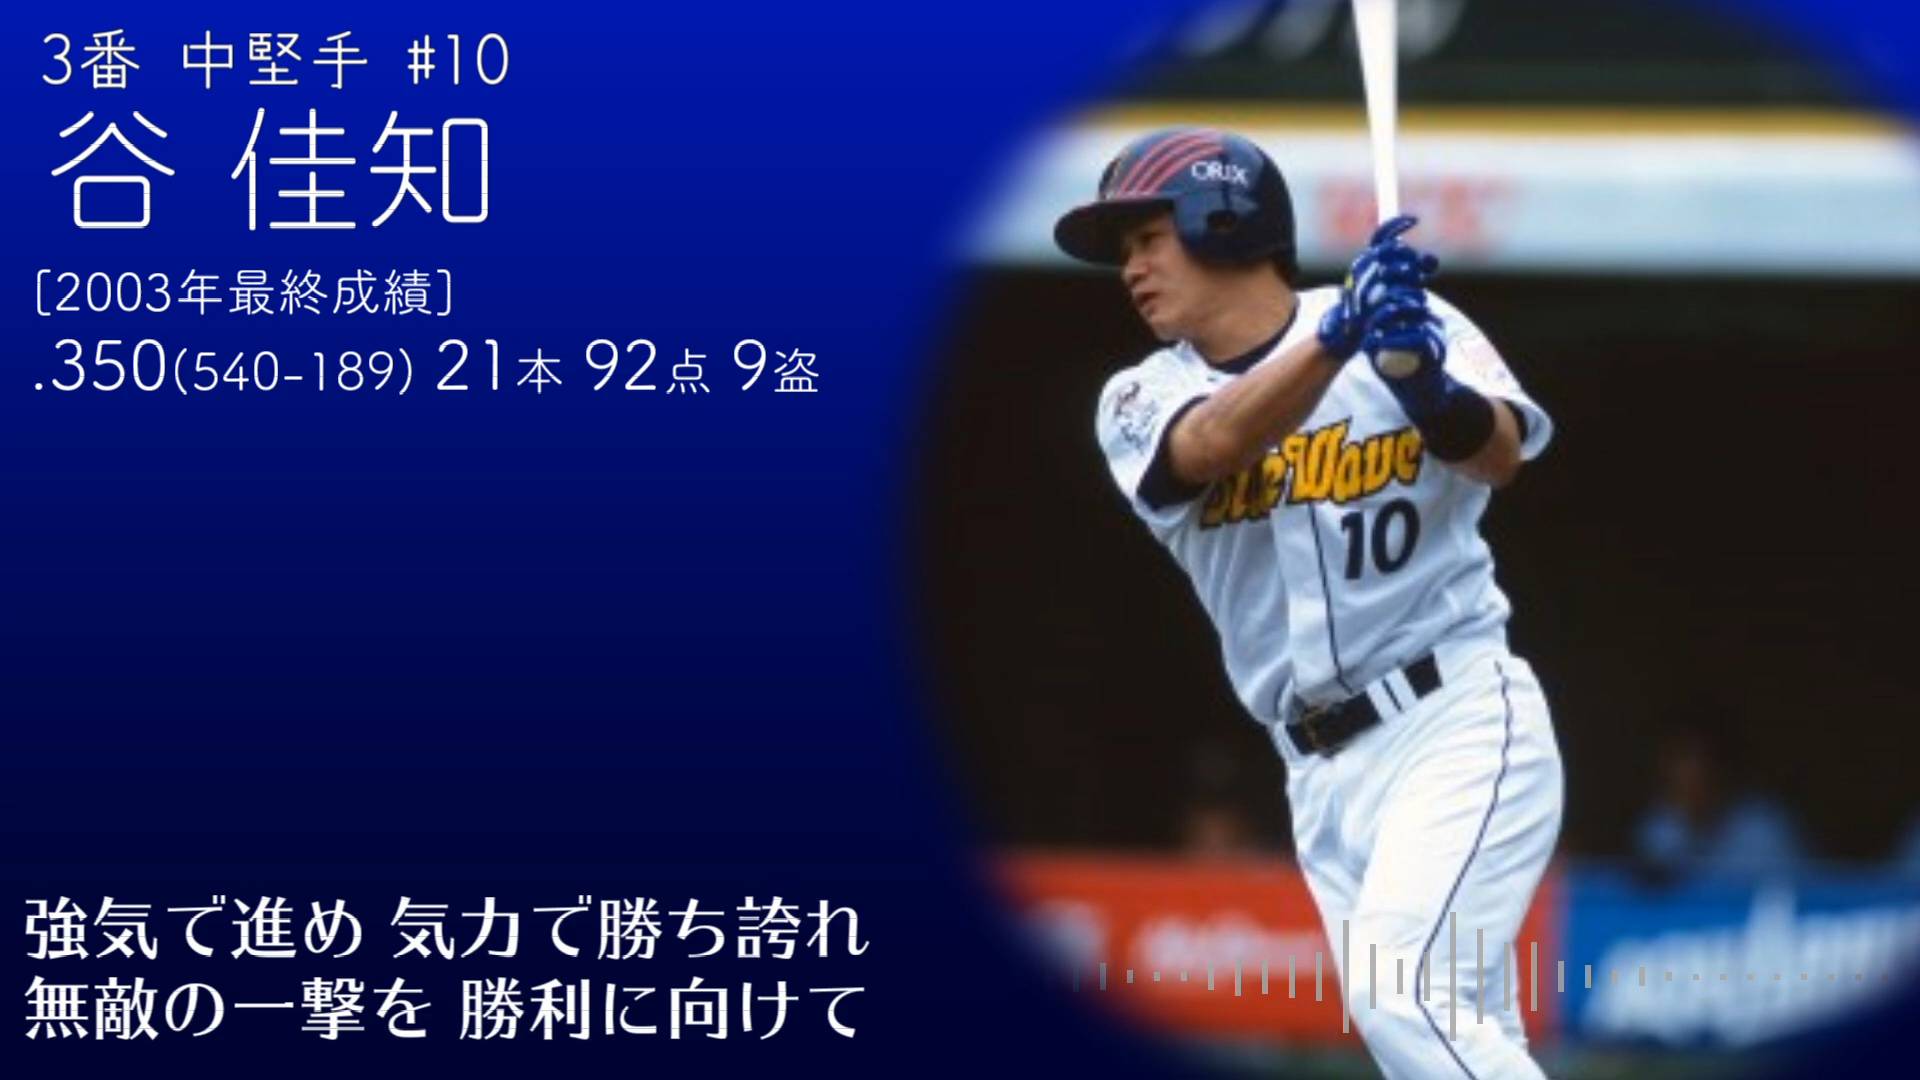 3番 中堅手 #10
谷 佳知
[2003年最終成績]
.350(540-189) 21本 92点 9盗
ORIX
Wave
10
強気で進め 気力で勝ち誇れ
無敵の一撃を 勝利に向けて